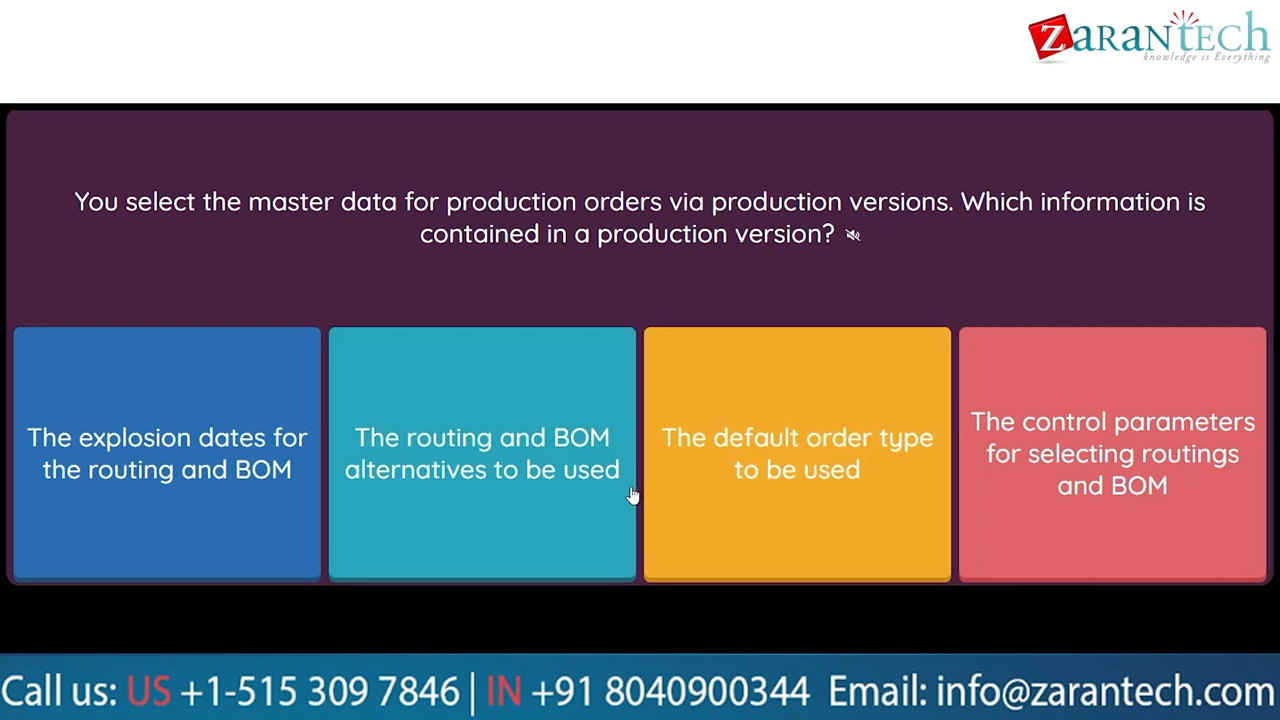 ZARANTECH
knowledge is Everything
You select the master data for production orders via production versions. Which information is
contained in a production version?
The explosion dates for
the routing and BOM
The routing and BOM
alternatives to be used
The default order type
to be used
The control parameters
for selecting routings
and BOM
Call us: US +1-515 309 7846 | IN +91 8040900344 Email: info@zarantech.com